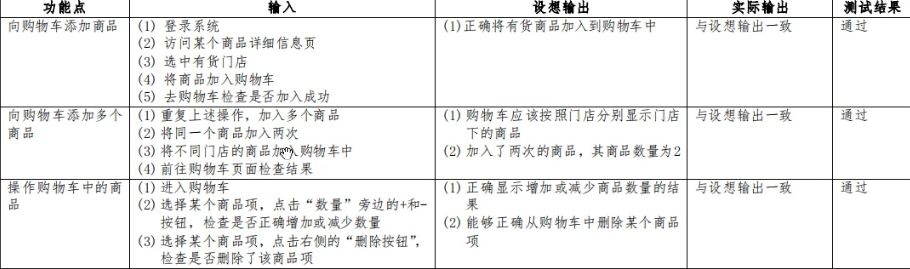 功能点 输入 设想输出 实际输出 测试结果
向购物车添加商品
(1) 登录系统
(2) 访问某个商品详细信息页
(3) 选中有货门店
(4) 将商品加入购物车
(5) 去购物车检查是否加入成功
(1)正确将有货商品加入到购物车中
与设想输出一致
通过
向购物车添加多个
商品
(1) 重复上述操作，加入多个商品
(2) 将同一个商品加入两次
(3) 将不同门店的商品加入购物车中
(4) 前往购物车页面检查结果
(1) 购物车应该按照门店分别显示门店
下的商品
(2) 加入了两次的商品，其商品数量为2
与设想输出一致
通过
操作购物车中的商
品
(1) 进入购物车
(2) 选择某个商品项，点击“数量”旁边的+和-
按钮，检查是否正确增加或减少数量
(3) 选择某个商品项，点击右侧的“删除按钮”，
检查是否删除了该商品项
(1) 正确显示增加或减少商品数量的结
果
(2) 能够正确从购物车中删除某个商品
项
与设想输出一致
通过